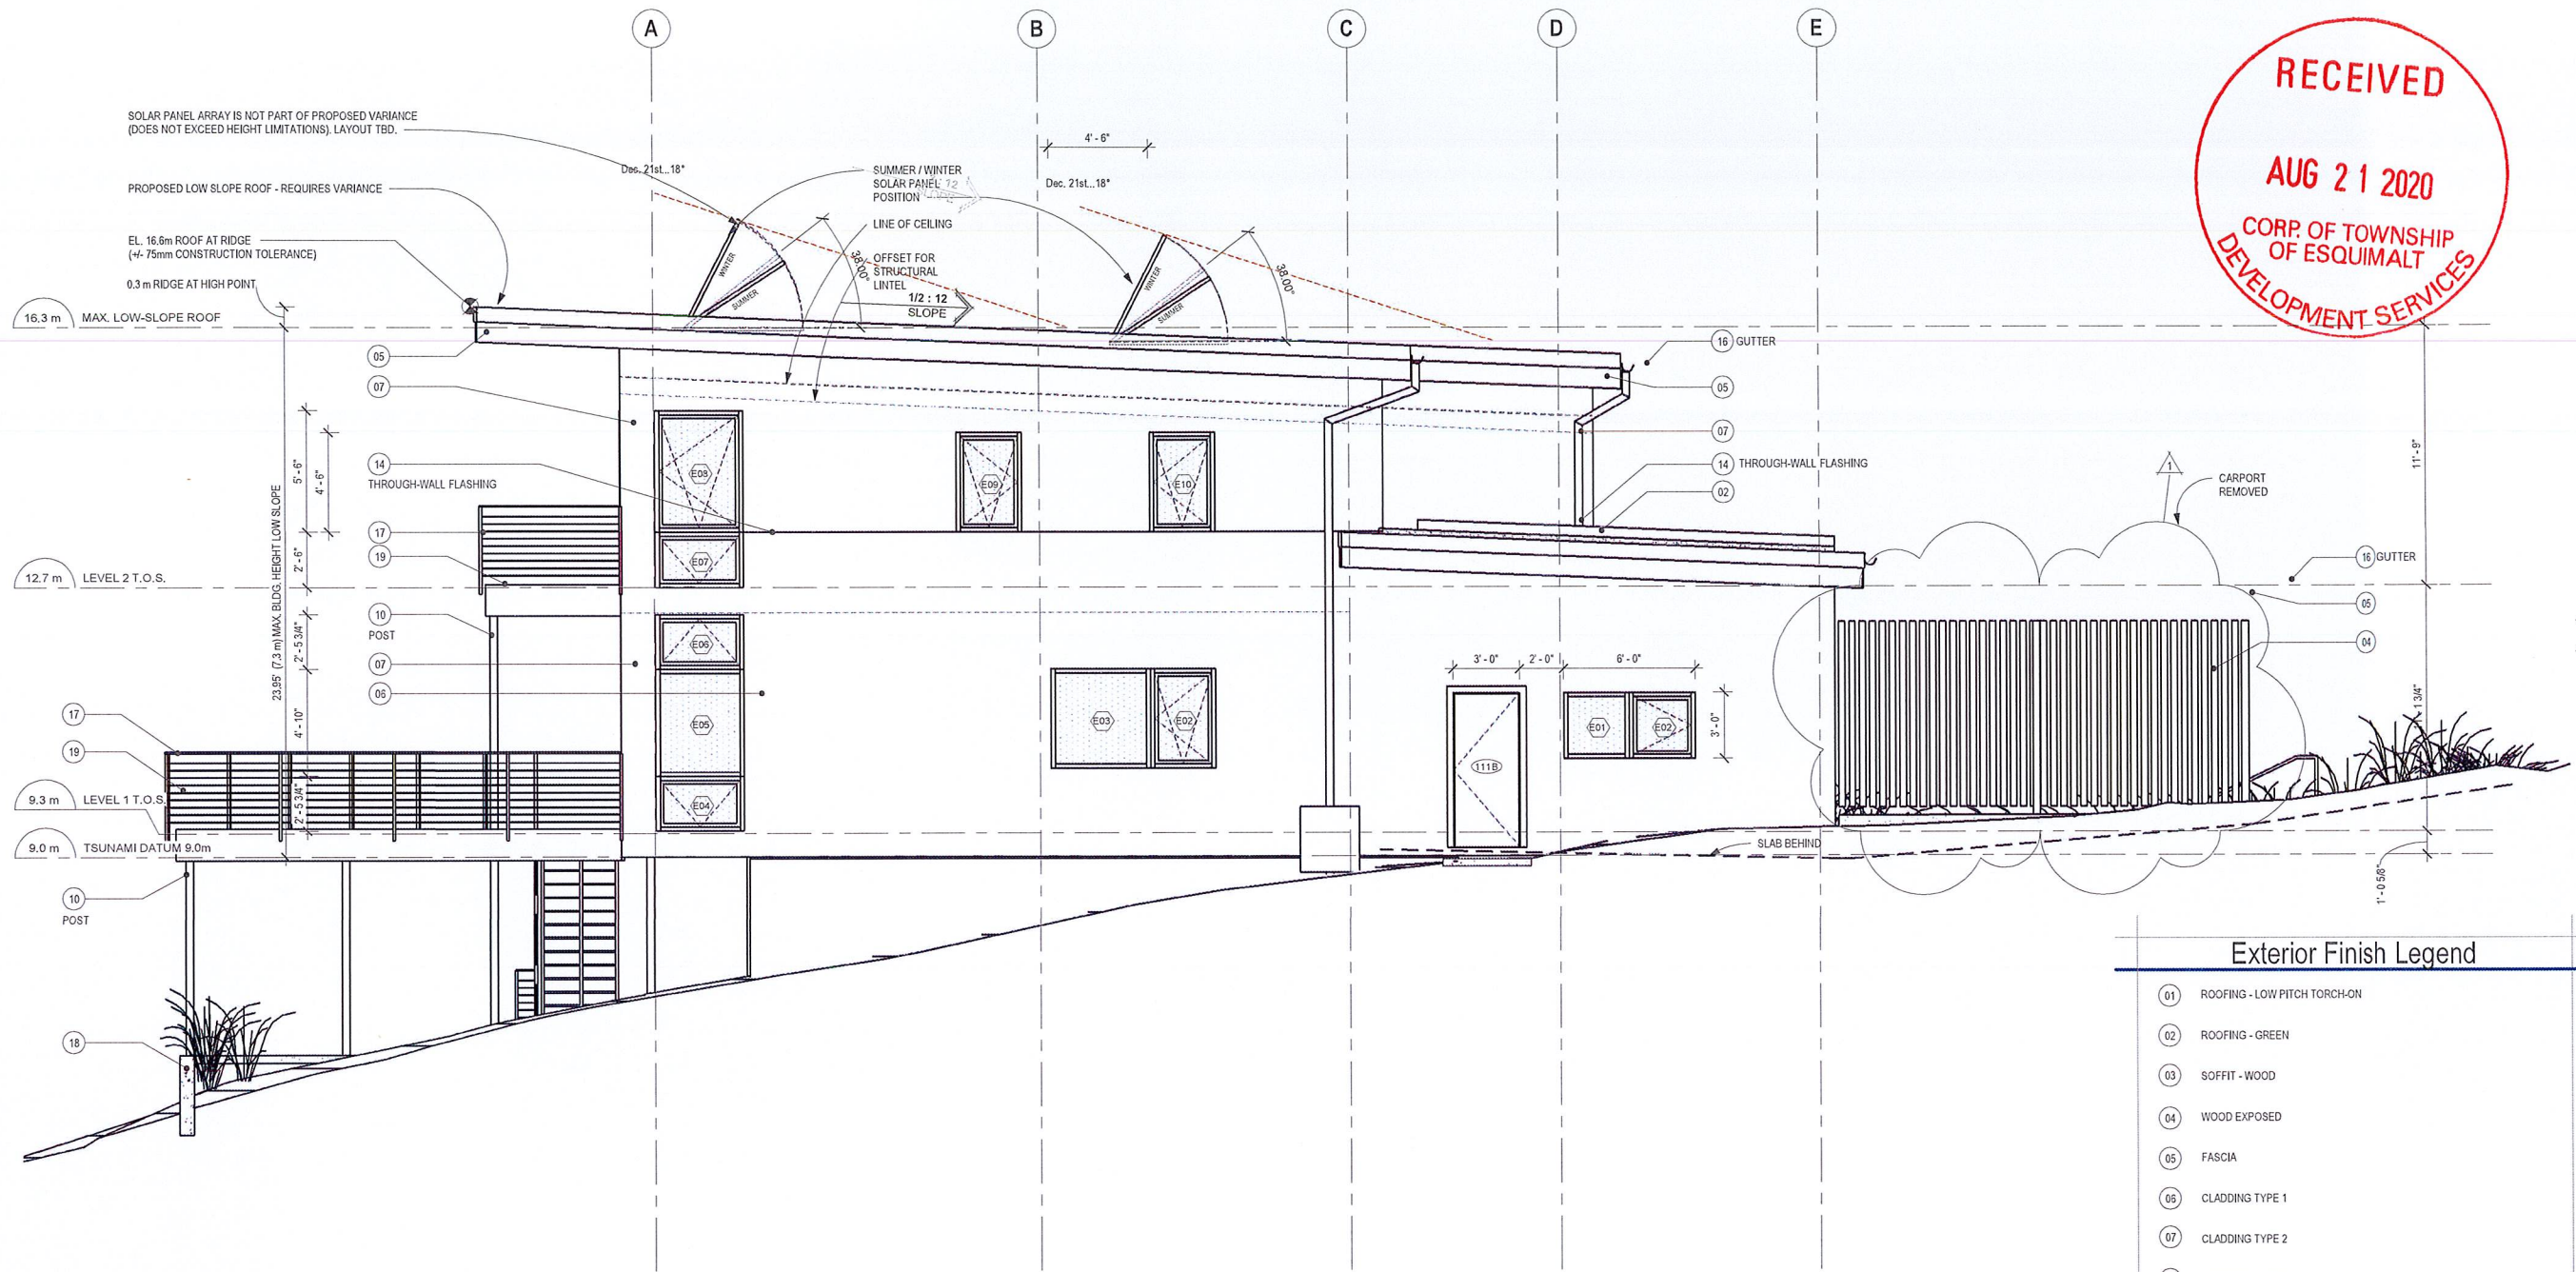 A
B
C
D
E
RECEIVED
AUG 21 2020
CORP. OF TOWNSHIP
OF ESQUIMALT
DEVELOPMENT SERVICES
SOLAR PANEL ARRAY IS NOT PART OF PROPOSED VARIANCE
(DOES NOT EXCEED HEIGHT LIMITATIONS). LAYOUT TBD.
PROPOSED LOW SLOPE ROOF - REQUIRES VARIANCE
EL. 16.6m ROOF AT RIDGE
(+/- 75mm CONSTRUCTION TOLERANCE)
0.3 m RIDGE AT HIGH POINT
16.3 m MAX. LOW-SLOPE ROOF
Dec. 21st...18°
SUMMER / WINTER
SOLAR PANEL
POSITION
LINE OF CEILING
OFFSET FOR
STRUCTURAL
LINTEL
1/2 : 12
SLOPE
4' - 6"
Dec. 21st...18°
WINTER
SUMMER
38.00°
WINTER
SUMMER
38.00°
05
07
14
THROUGH-WALL FLASHING
17
19
10
POST
07
06
5' - 6"
4' - 6"
2' - 6"
2' - 5 3/4"
4' - 10"
2' - 5 3/4"
23.95' (7.3 m) MAX. BLDG. HEIGHT LOW SLOPE
12.7 m LEVEL 2 T.O.S.
17
19
9.3 m LEVEL 1 T.O.S.
9.0 m TSUNAMI DATUM 9.0m
10
POST
18
E08
E07
E06
E05
E04
E09
E10
E03
E02
3' - 0"
2' - 0"
6' - 0"
3' - 0"
111B
E01
E02
16 GUTTER
05
07
14 THROUGH-WALL FLASHING
02
1
CARPORT
REMOVED
11' - 9"
16 GUTTER
05
04
SLAB BEHIND
1' - 0 5/8"
Exterior Finish Legend
01 ROOFING - LOW PITCH TORCH-ON
02 ROOFING - GREEN
03 SOFFIT - WOOD
04 WOOD EXPOSED
05 FASCIA
06 CLADDING TYPE 1
07 CLADDING TYPE 2